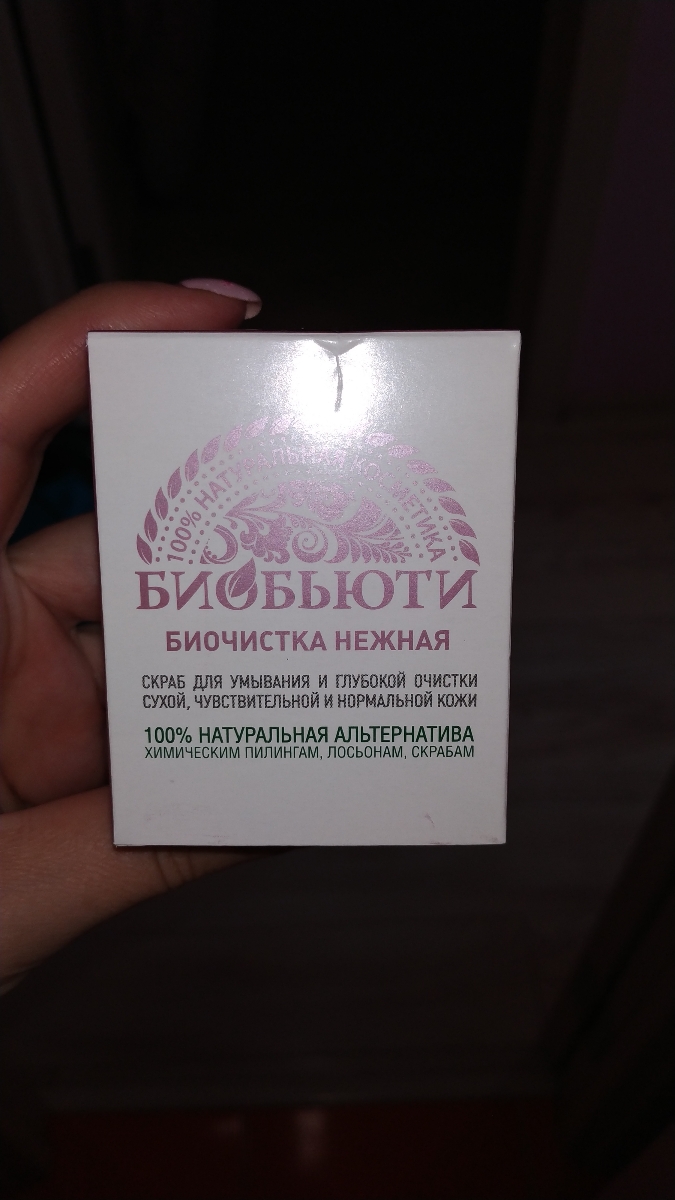 100% НАТУРАЛЬНАЯ КОСМЕТИКА
БИОБЬЮТИ
БИОЧИСТКА НЕЖНАЯ
СКРАБ ДЛЯ УМЫВАНИЯ И ГЛУБОКОЙ ОЧИСТКИ
СУХОЙ, ЧУВСТВИТЕЛЬНОЙ И НОРМАЛЬНОЙ КОЖИ
100% НАТУРАЛЬНАЯ АЛЬТЕРНАТИВА
ХИМИЧЕСКИМ ПИЛИНГАМ, ЛОСЬОНАМ, СКРАБАМ